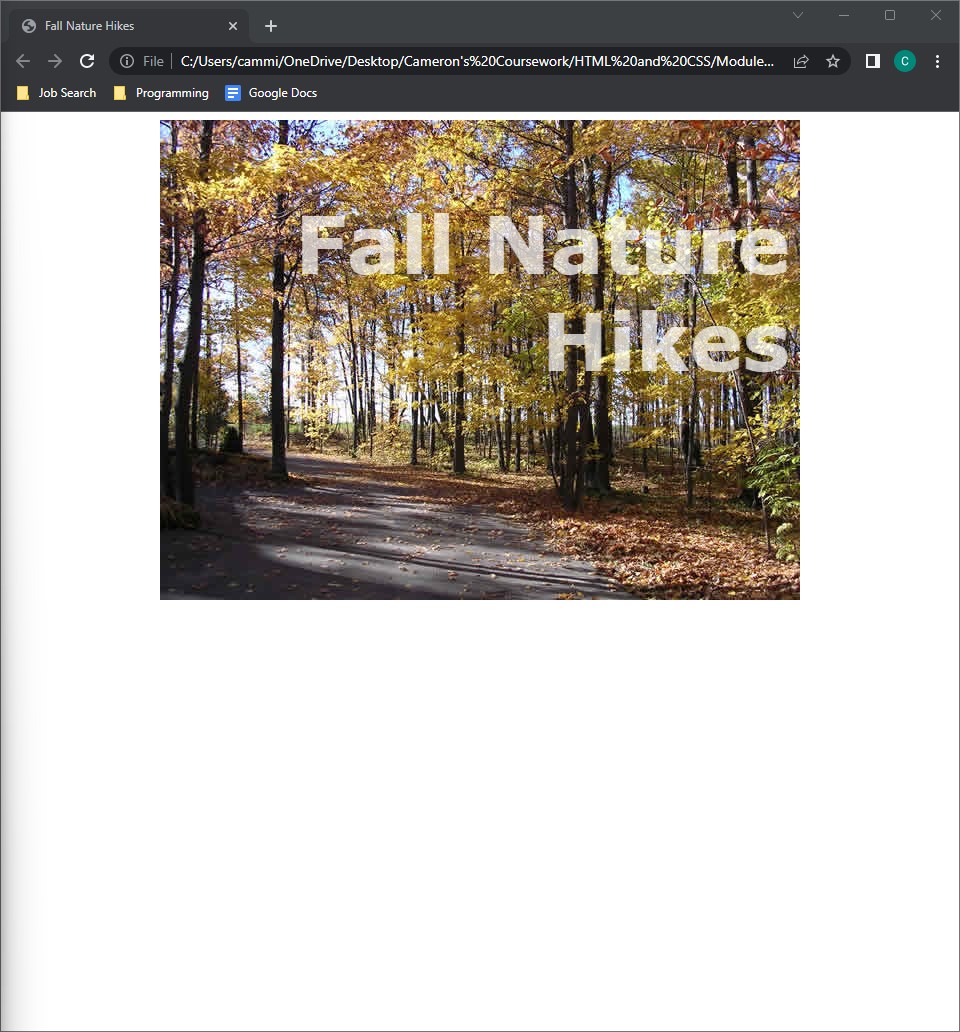 Fall Nature Hikes
File C:/Users/cammi/OneDrive/Desktop/Cameron's%20Coursework/HTML%20and%20CSS/Module...
C
Job Search Programming Google Docs
Fall Nature
Hikes